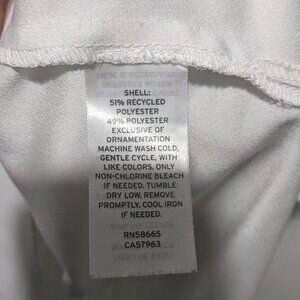 SHELL:
51% RECYCLED
POLYESTER
49% POLYESTER
EXCLUSIVE OF
ORNAMENTATION
MACHINE WASH COLD,
GENTLE CYCLE, WITH
LIKE COLORS, ONLY
NON-CHLORINE BLEACH
IF NEEDED. TUMBLE
DRY LOW, REMOVE
PROMPTLY. COOL IRON
IF NEEDED.
RN58665
CA57963